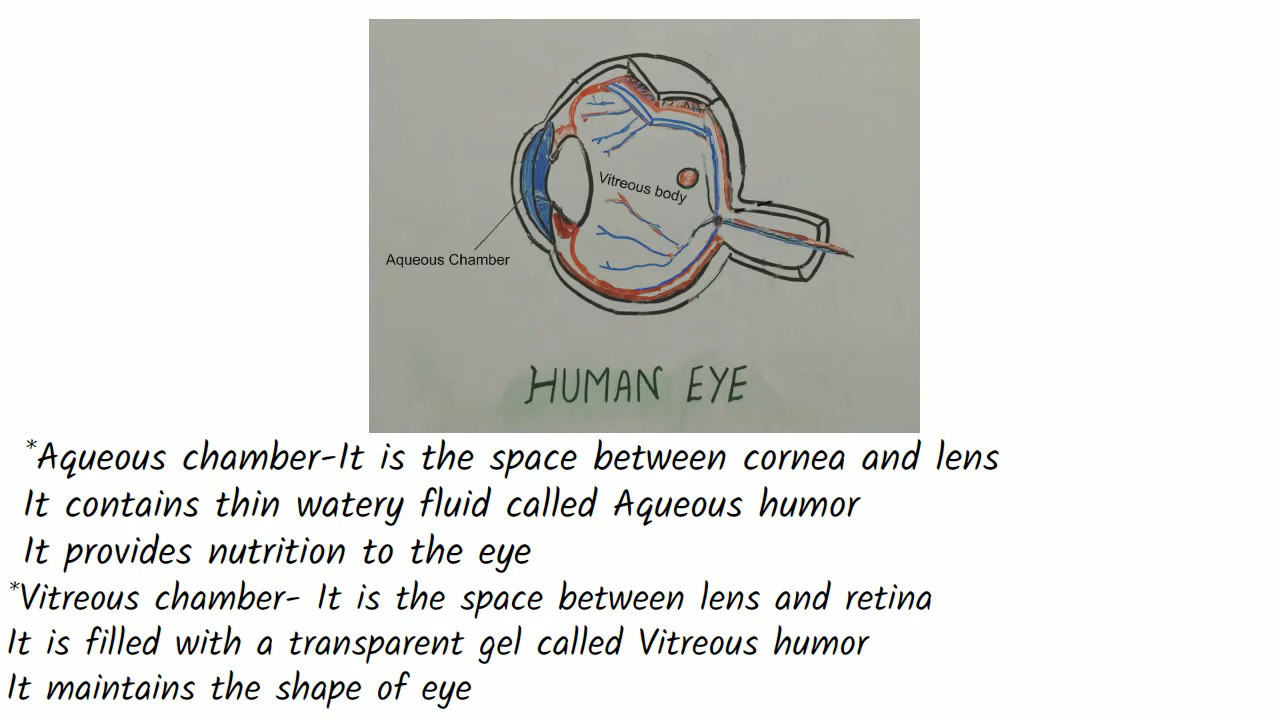 Vitreous body
Aqueous Chamber
HUMAN EYE
*Aqueous chamber-It is the space between cornea and lens
It contains thin watery fluid called Aqueous humor
It provides nutrition to the eye
*Vitreous chamber- It is the space between lens and retina
It is filled with a transparent gel called Vitreous humor
It maintains the shape of eye